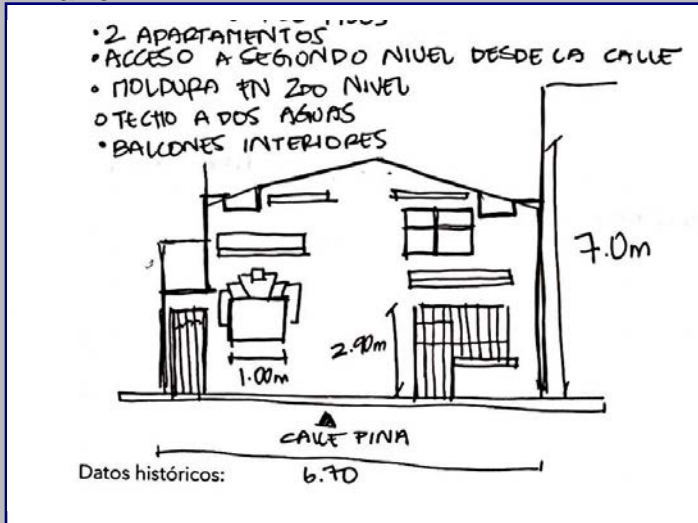 • 2 APARTAMENTOS
• ACCESO A SEGUNDO NIVEL DESDE LA CALLE
• MOLDURA EN 2DO NIVEL
• TECHO A DOS AGUAS
• BALCONES INTERIORES
7.0m
2.90m
1.00m
CALLE PINA
Datos históricos:
6.70